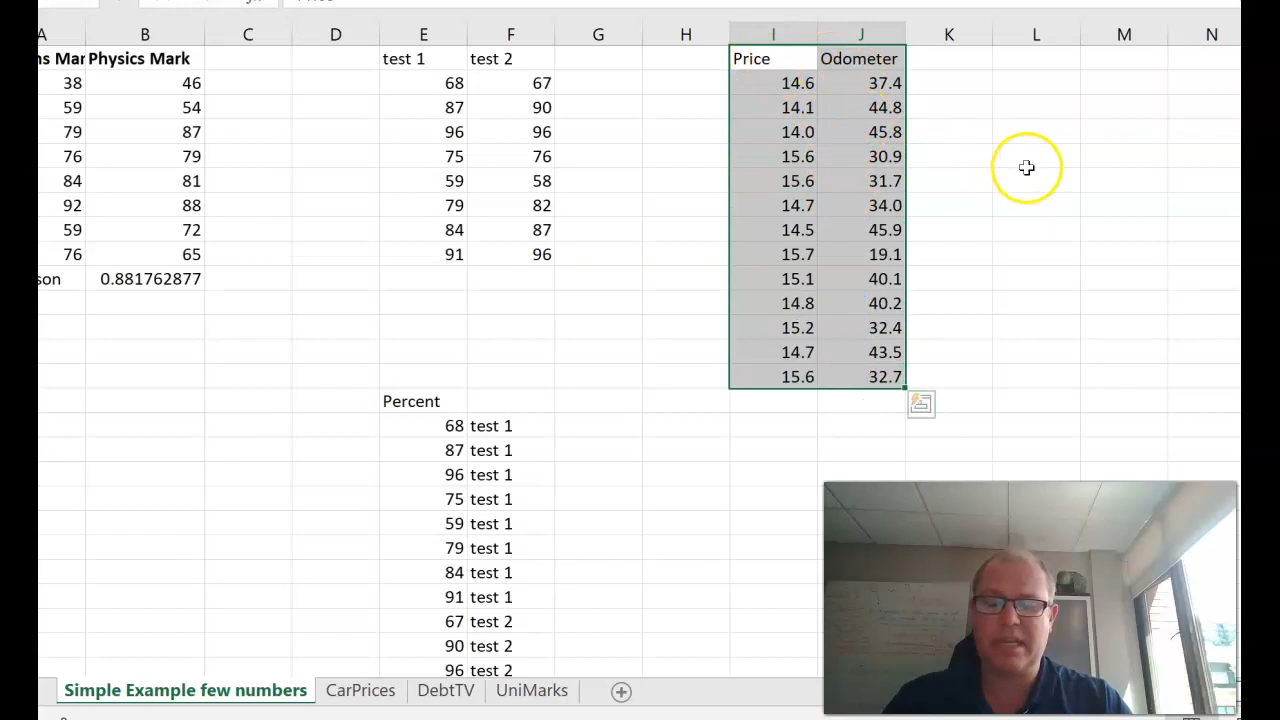 A B C D E F G H I J K L M N
ns Mar Physics Mark test 1 test 2 Price Odometer
38 46 68 67 14.6 37.4
59 54 87 90 14.1 44.8
79 87 96 96 14.0 45.8
76 79 75 76 15.6 30.9
84 81 59 58 15.6 31.7
92 88 79 82 14.7 34.0
59 72 84 87 14.5 45.9
76 65 91 96 15.7 19.1
son 0.881762877 15.1 40.1
14.8 40.2
15.2 32.4
14.7 43.5
15.6 32.7
Percent
68 test 1
87 test 1
96 test 1
75 test 1
59 test 1
79 test 1
84 test 1
91 test 1
67 test 2
90 test 2
96 test 2
Simple Example few numbers CarPrices DebtTV UniMarks